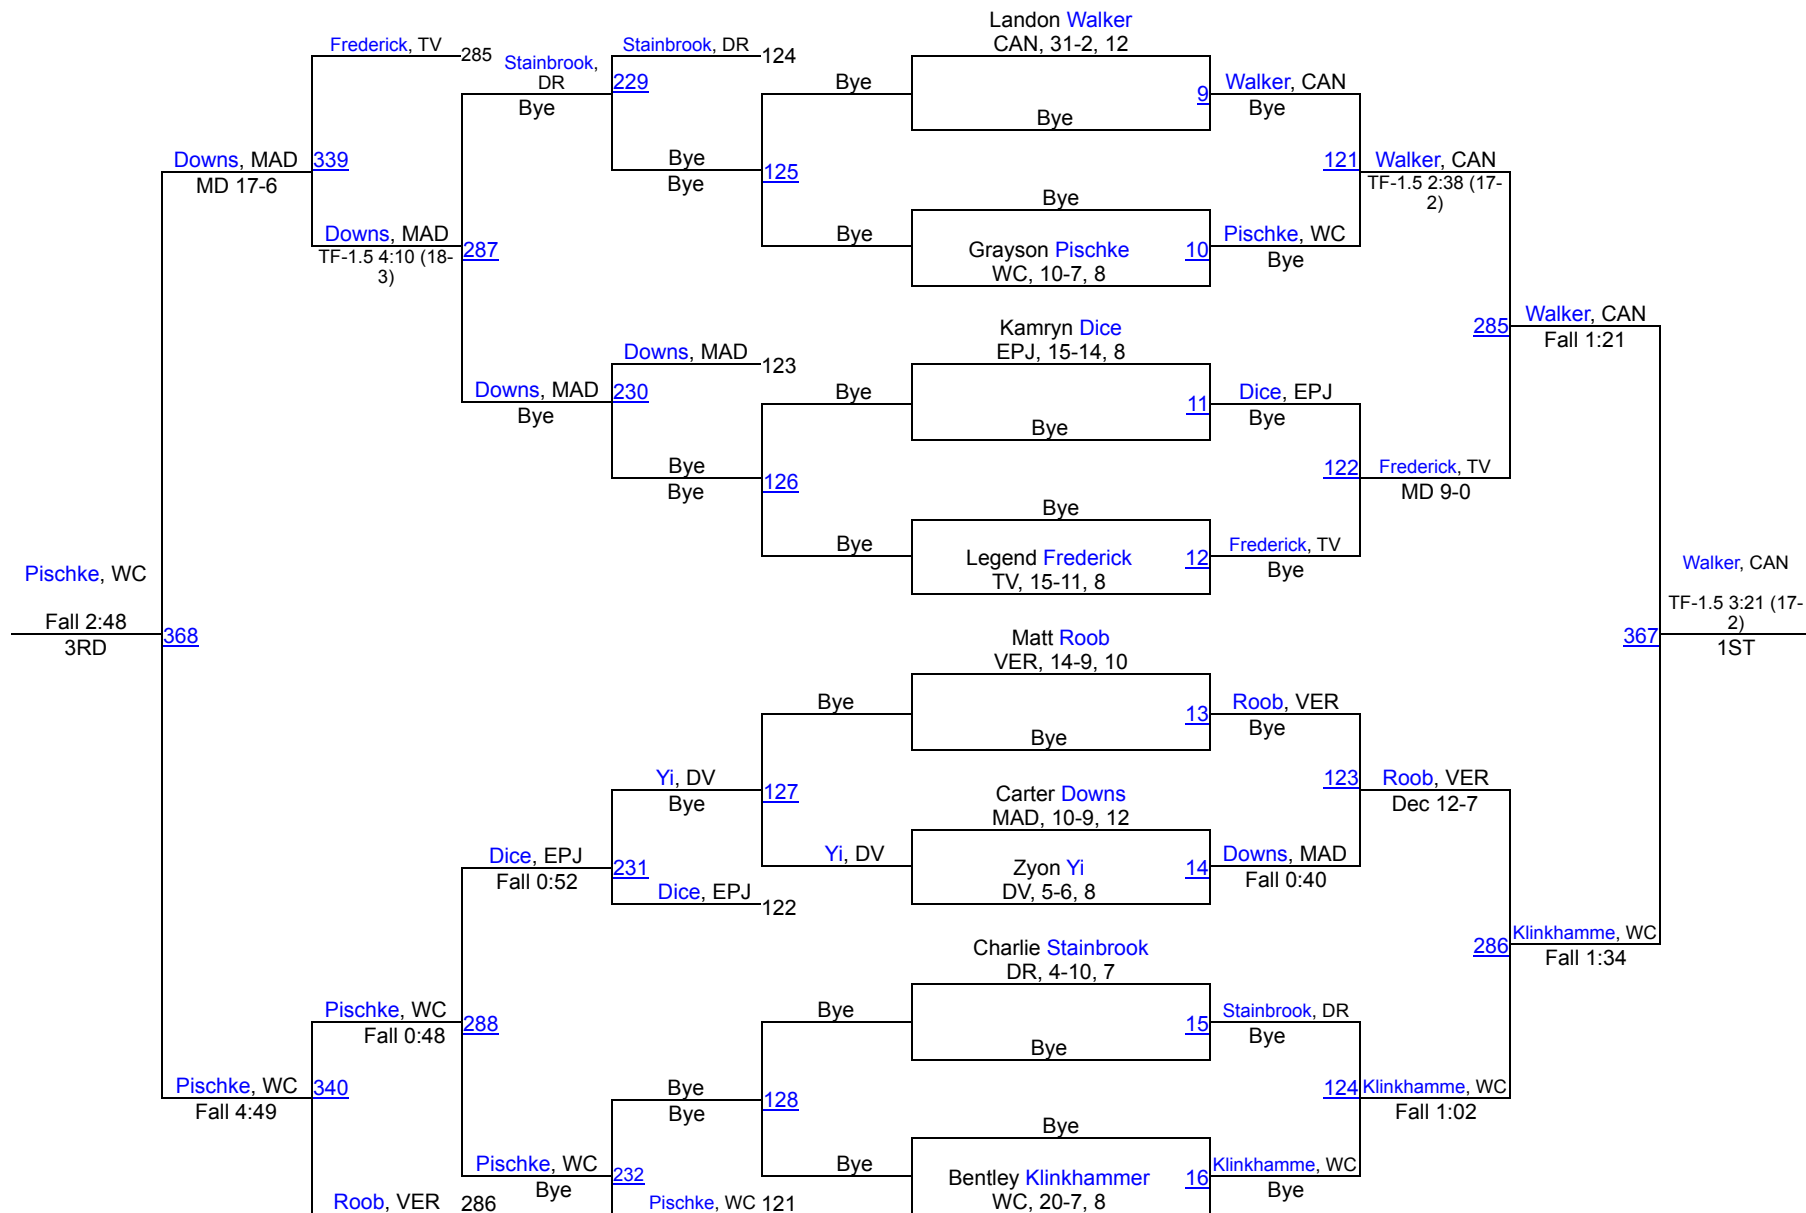 Landon Walker
CAN, 31-2, 12
Frederick, TV
285
Stainbrook, DR
124
Stainbrook,
DR
229
Bye
Bye
9
Walker, CAN
Bye
Bye
Downs, MAD
339
MD 17-6
Bye
Bye
125
121
Walker, CAN
TF-1.5 2:38 (17-
2)
Bye
Downs, MAD
TF-1.5 4:10 (18-
3)
287
Bye
Grayson Pischke
WC, 10-7, 8
10
Pischke, WC
Bye
Kamryn Dice
EPJ, 15-14, 8
285
Walker, CAN
Fall 1:21
Downs, MAD
123
Downs, MAD
230
Bye
Bye
11
Dice, EPJ
Bye
Bye
Bye
Bye
126
122
Frederick, TV
MD 9-0
Bye
Bye
Legend Frederick
TV, 15-11, 8
12
Frederick, TV
Bye
Pischke, WC
Fall 2:48
3RD
368
Walker, CAN
TF-1.5 3:21 (17-
2)
367
1ST
Matt Roob
VER, 14-9, 10
Bye
13
Roob, VER
Bye
Bye
Yi, DV
Bye
127
Carter Downs
MAD, 10-9, 12
123
Roob, VER
Dec 12-7
Dice, EPJ
Fall 0:52
231
Yi, DV
Zyon Yi
DV, 5-6, 8
14
Downs, MAD
Fall 0:40
Dice, EPJ
122
Charlie Stainbrook
DR, 4-10, 7
286
Klinkhamme, WC
Fall 1:34
Pischke, WC
Fall 0:48
288
Bye
15
Stainbrook, DR
Bye
Bye
Pischke, WC
Fall 4:49
340
Bye
Bye
128
124
Klinkhamme, WC
Fall 1:02
Bye
Pischke, WC
Bye
232
Bye
Bentley Klinkhammer
WC, 20-7, 8
16
Klinkhamme, WC
Bye
Roob, VER
286
Pischke, WC
121